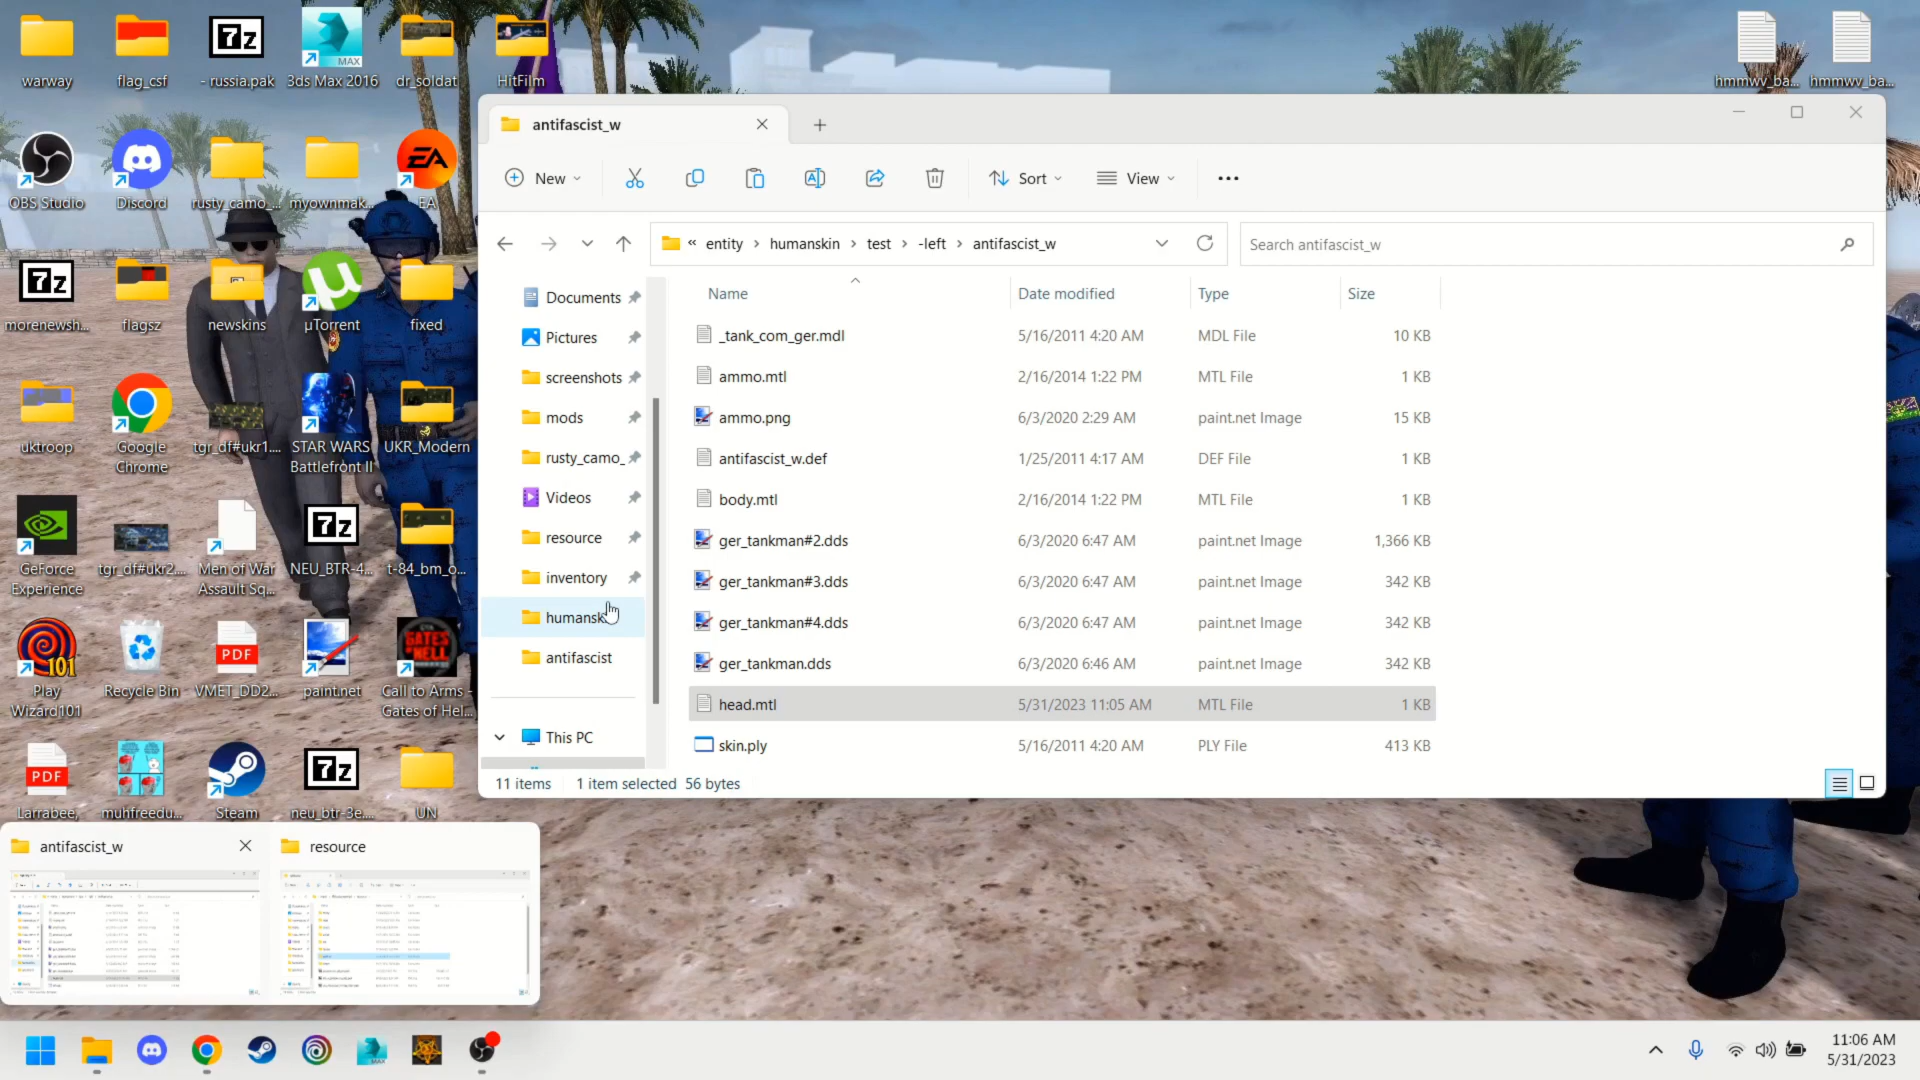 warway
flag_csf
- russia.pak
3ds Max 2016
dr_soldat
HitFilm
hmmwv_ba...
hmmwv_ba...
OBS Studio
Discord
rusty_camo_...
myownmak...
EA
morenewsh...
flagsz
newskins
µTorrent
fixed
uktroop
Google
Chrome
tgr_df#ukr1....
STAR WARS
Battlefront II
UKR_Modern
GeForce
Experience
tgr_df#ukr2....
Men of War
Assault Sq...
NEU_BTR-4...
t-84_bm_o...
Play
Wizard101
Recycle Bin
VMET_DD2...
paint.net
Call to Arms -
Gates of Hel...
Larrabee,
muhfreedu...
Steam
neu_btr-3e....
UN
antifascist_w
New
Sort
View
« entity > humanskin > test > -left > antifascist_w
Search antifascist_w
Documents
Pictures
screenshots
mods
rusty_camo_
Videos
resource
inventory
humansk
antifascist
This PC
Name Date modified Type Size
_tank_com_ger.mdl 5/16/2011 4:20 AM MDL File 10 KB
ammo.mtl 2/16/2014 1:22 PM MTL File 1 KB
ammo.png 6/3/2020 2:29 AM paint.net Image 15 KB
antifascist_w.def 1/25/2011 4:17 AM DEF File 1 KB
body.mtl 2/16/2014 1:22 PM MTL File 1 KB
ger_tankman#2.dds 6/3/2020 6:47 AM paint.net Image 1,366 KB
ger_tankman#3.dds 6/3/2020 6:47 AM paint.net Image 342 KB
ger_tankman#4.dds 6/3/2020 6:47 AM paint.net Image 342 KB
ger_tankman.dds 6/3/2020 6:46 AM paint.net Image 342 KB
head.mtl 5/31/2023 11:05 AM MTL File 1 KB
skin.ply 5/16/2011 4:20 AM PLY File 413 KB
11 items 1 item selected 56 bytes
antifascist_w
resource
11:06 AM
5/31/2023